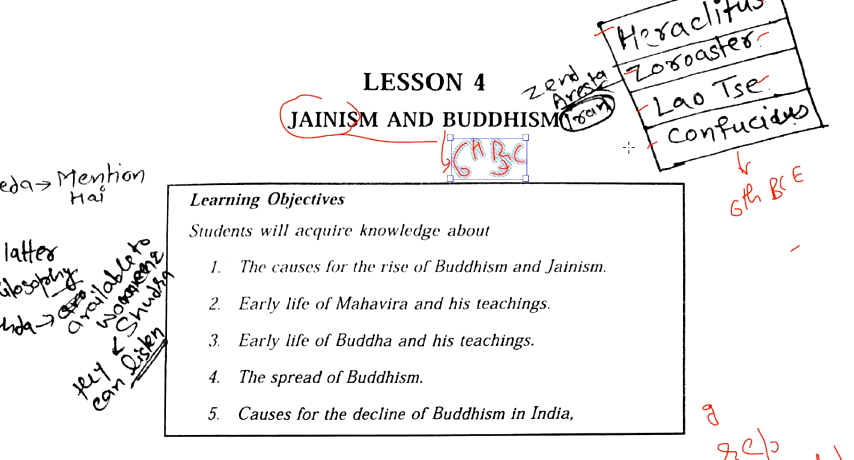 Heraclitus
Zoroaster
Lao Tse
Confucious
6th BCE
Zend
Avesta
Iran
LESSON 4
JAINISM AND BUDDHISM
6th BC
eda → Mention
Hai
latter
ilosophy
available to
Shudra
they
can listen
Learning Objectives
Students will acquire knowledge about
1. The causes for the rise of Buddhism and Jainism.
2. Early life of Mahavira and his teachings.
3. Early life of Buddha and his teachings.
4. The spread of Buddhism.
5. Causes for the decline of Buddhism in India,